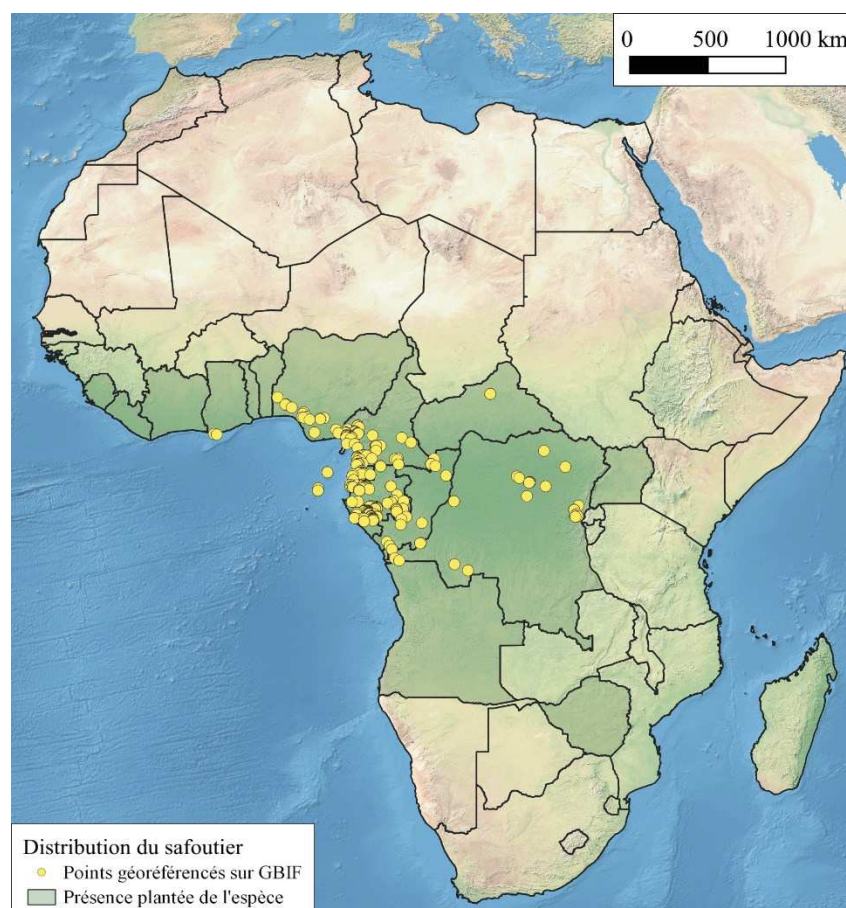 0 500 1000 km
Distribution du safoutier
Points géoréférencés sur GBIF
Présence plantée de l'espèce